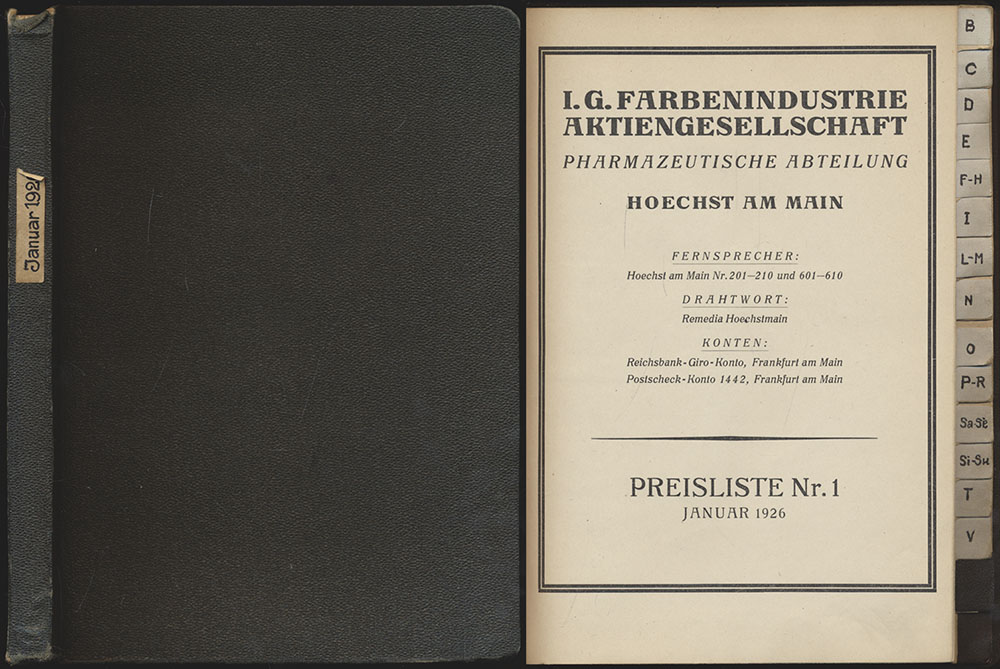 Januar 192
I. G. FARBENINDUSTRIE
AKTIENGESELLSCHAFT
PHARMAZEUTISCHE ABTEILUNG
HOECHST AM MAIN
FERNSPRECHER:
Hoechst am Main Nr. 201—210 und 601—610
DRAHTWORT:
Remedia Hoechstmain
KONTEN:
Reichsbank-Giro-Konto, Frankfurt am Main
Postscheck-Konto 1442, Frankfurt am Main
PREISLISTE Nr. 1
JANUAR 1926
B
C
D
E
F-H
I
L-M
N
O
P-R
Sa-Se
Si-Su
T
V